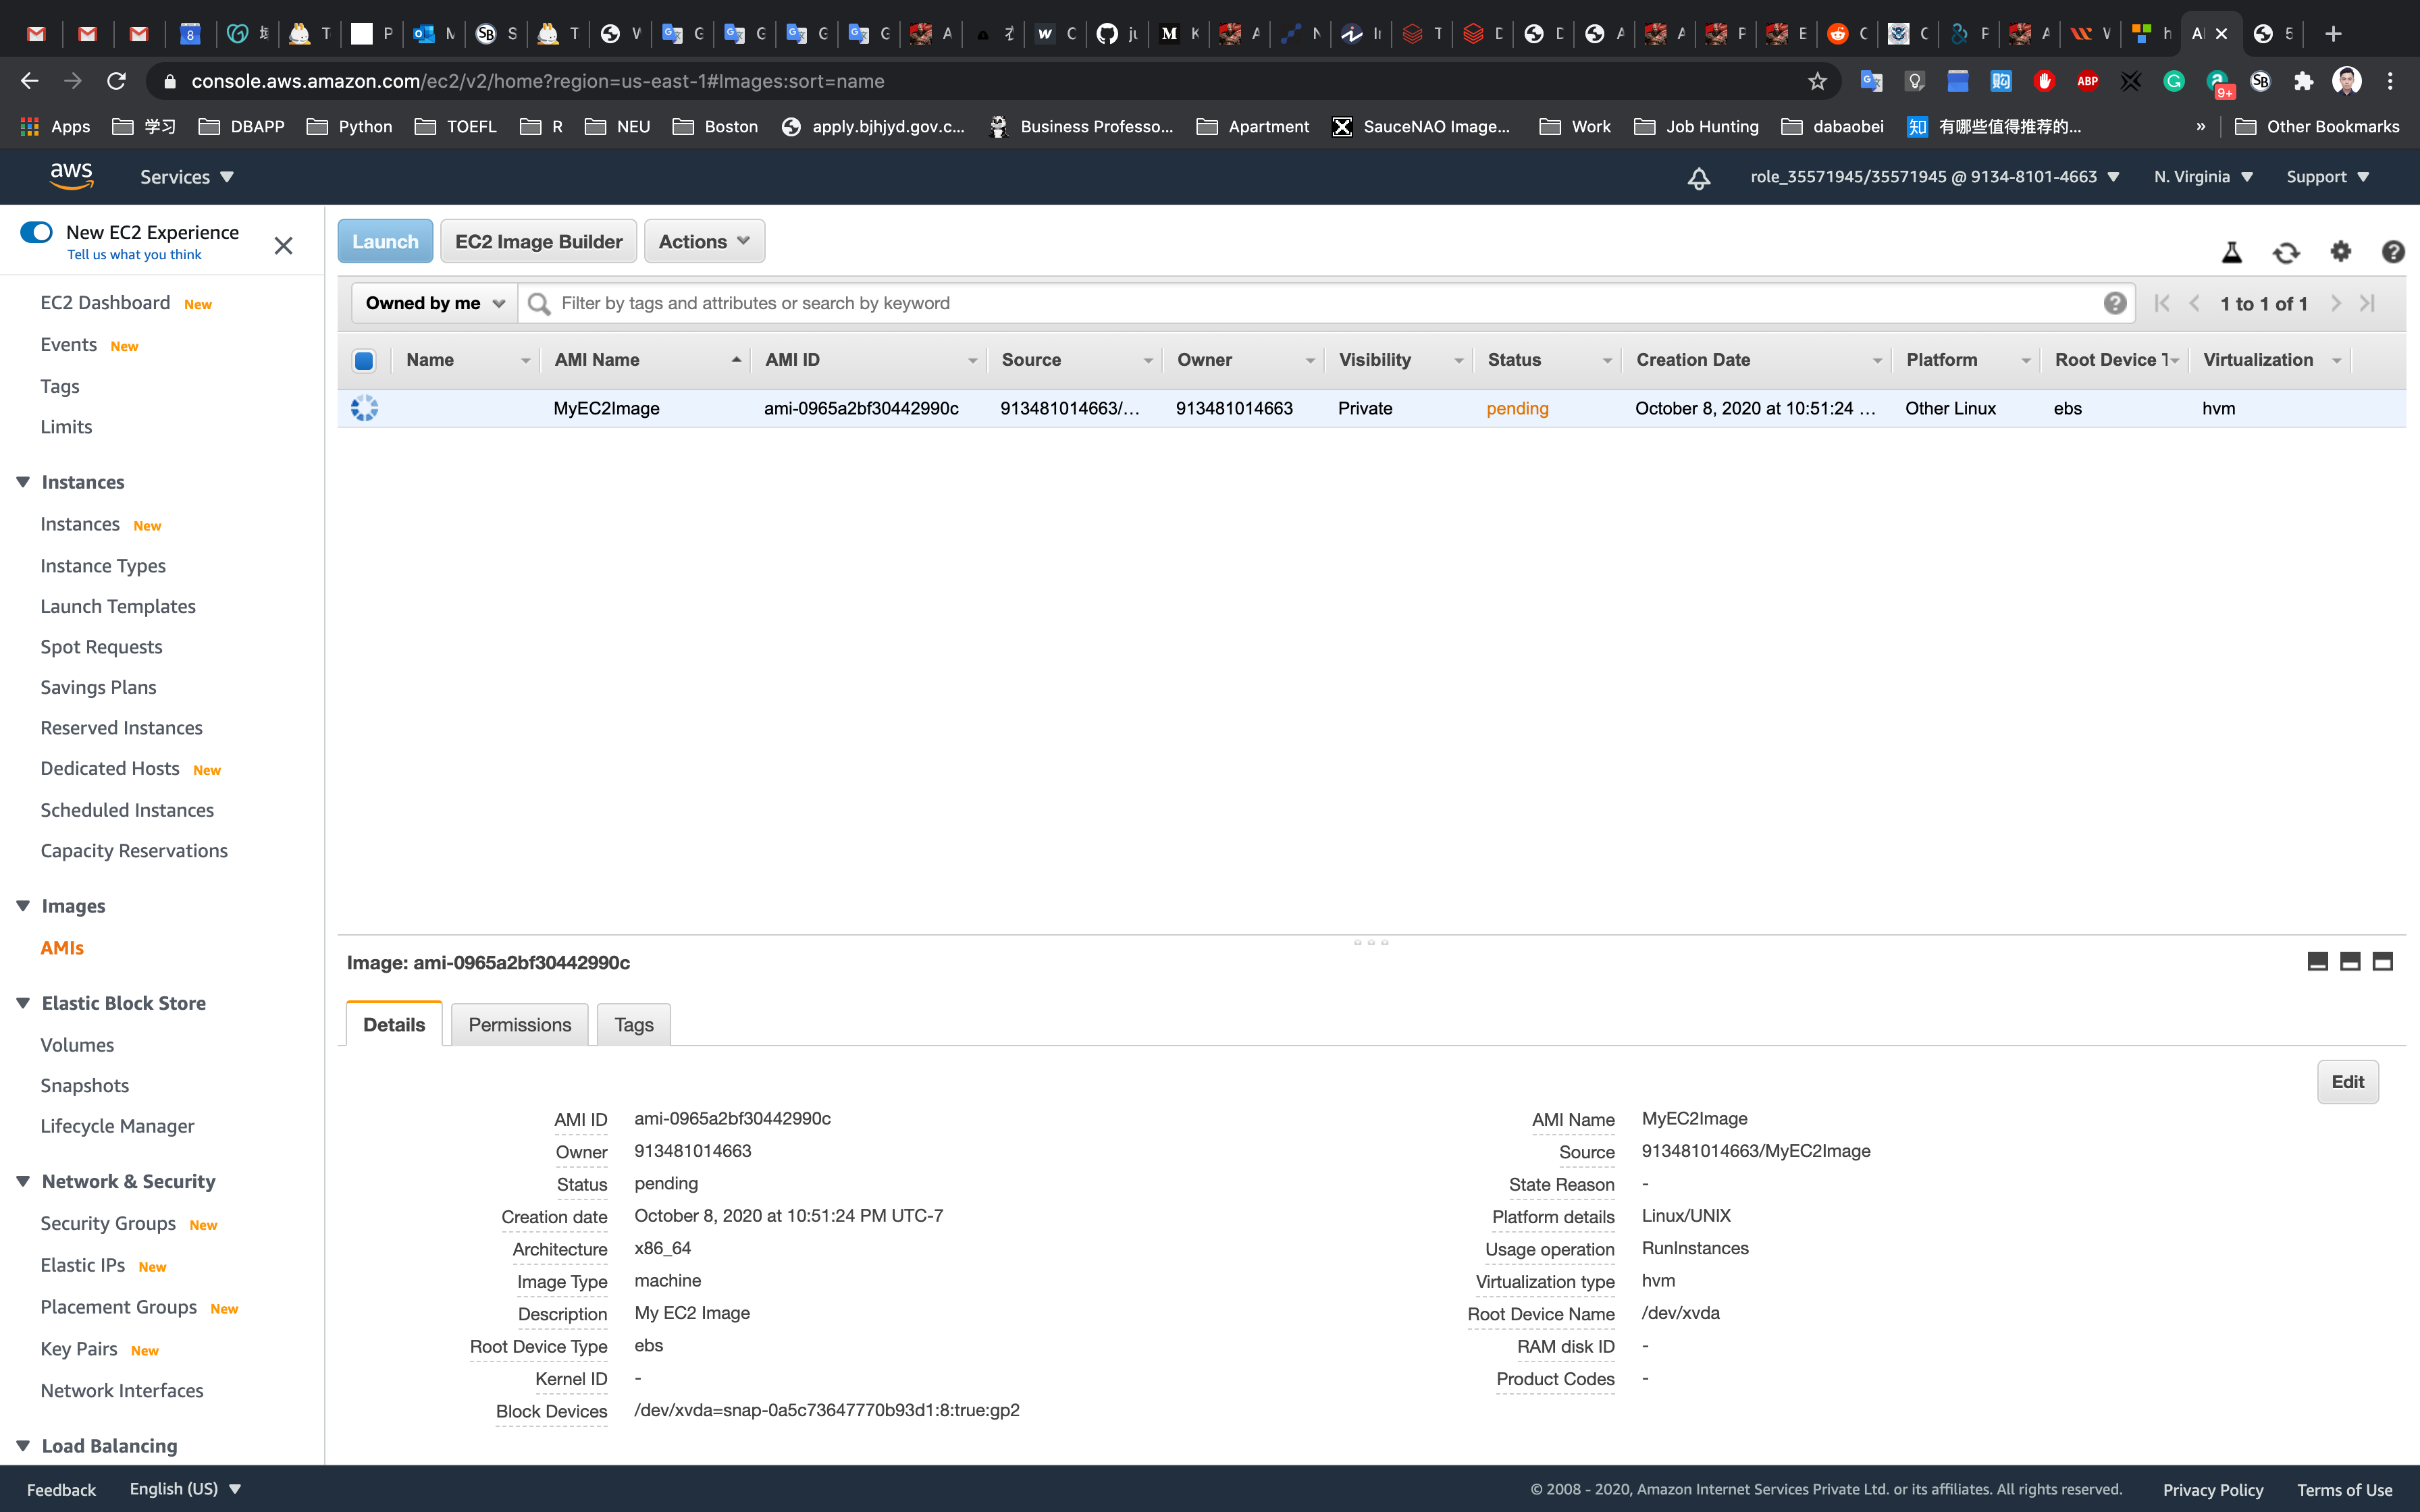 console.aws.amazon.com/ec2/v2/home?region=us-east-1#Images:sort=name
Apps 学习 DBAPP Python TOEFL R NEU Boston apply.bjhjyd.gov.c... Business Professo... Apartment SauceNAO Image... Work Job Hunting dabaobei 有哪些值得推荐的... » Other Bookmarks
aws Services role_35571945/35571945 @ 9134-8101-4663 N. Virginia Support
New EC2 Experience
Tell us what you think
EC2 Dashboard New
Events New
Tags
Limits
Instances
Instances New
Instance Types
Launch Templates
Spot Requests
Savings Plans
Reserved Instances
Dedicated Hosts New
Scheduled Instances
Capacity Reservations
Images
AMIs
Elastic Block Store
Volumes
Snapshots
Lifecycle Manager
Network & Security
Security Groups New
Elastic IPs New
Placement Groups New
Key Pairs New
Network Interfaces
Load Balancing
Launch EC2 Image Builder Actions
Owned by me Filter by tags and attributes or search by keyword 1 to 1 of 1
Name AMI Name AMI ID Source Owner Visibility Status Creation Date Platform Root Device T Virtualization
MyEC2Image ami-0965a2bf30442990c 913481014663/... 913481014663 Private pending October 8, 2020 at 10:51:24 ... Other Linux ebs hvm
Image: ami-0965a2bf30442990c
Details Permissions Tags
Edit
AMI ID ami-0965a2bf30442990c
Owner 913481014663
Status pending
Creation date October 8, 2020 at 10:51:24 PM UTC-7
Architecture x86_64
Image Type machine
Description My EC2 Image
Root Device Type ebs
Kernel ID -
Block Devices /dev/xvda=snap-0a5c73647770b93d1:8:true:gp2
AMI Name MyEC2Image
Source 913481014663/MyEC2Image
State Reason -
Platform details Linux/UNIX
Usage operation RunInstances
Virtualization type hvm
Root Device Name /dev/xvda
RAM disk ID -
Product Codes -
Feedback English (US) © 2008 - 2020, Amazon Internet Services Private Ltd. or its affiliates. All rights reserved. Privacy Policy Terms of Use